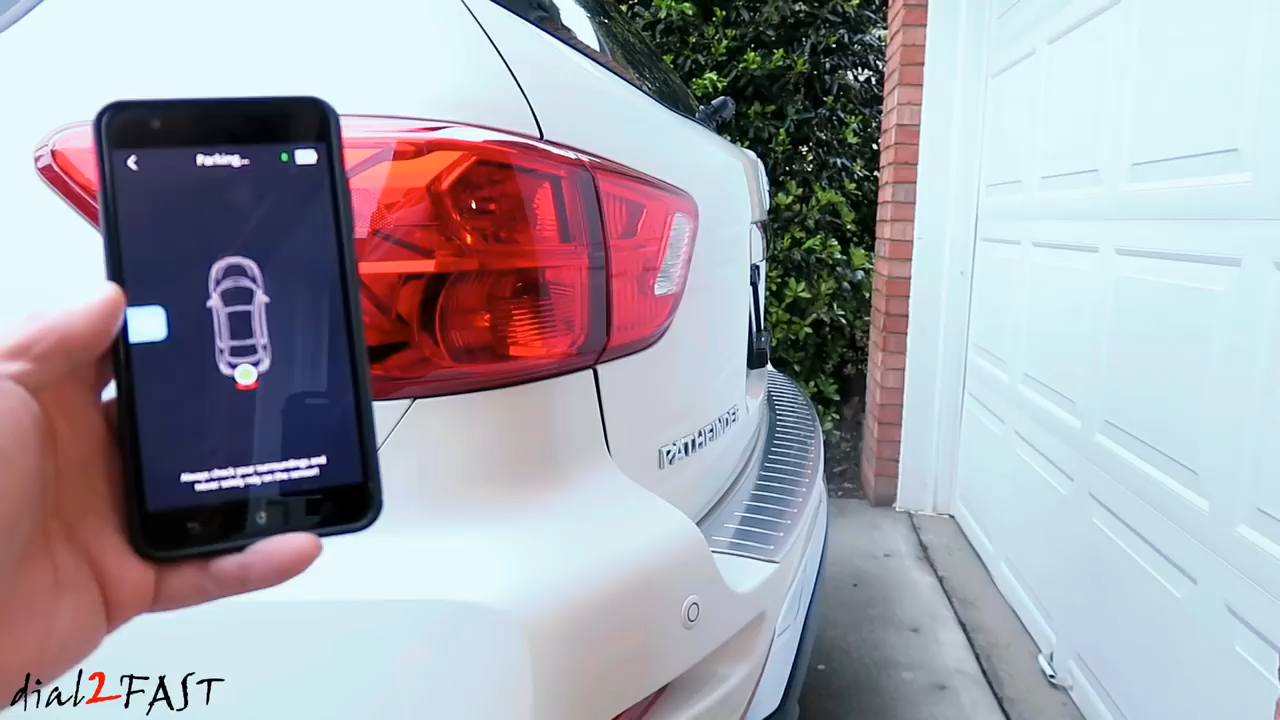 Parking...
Always check your surroundings and
never solely rely on the sensor!
PATHFINDER
dial2FAST